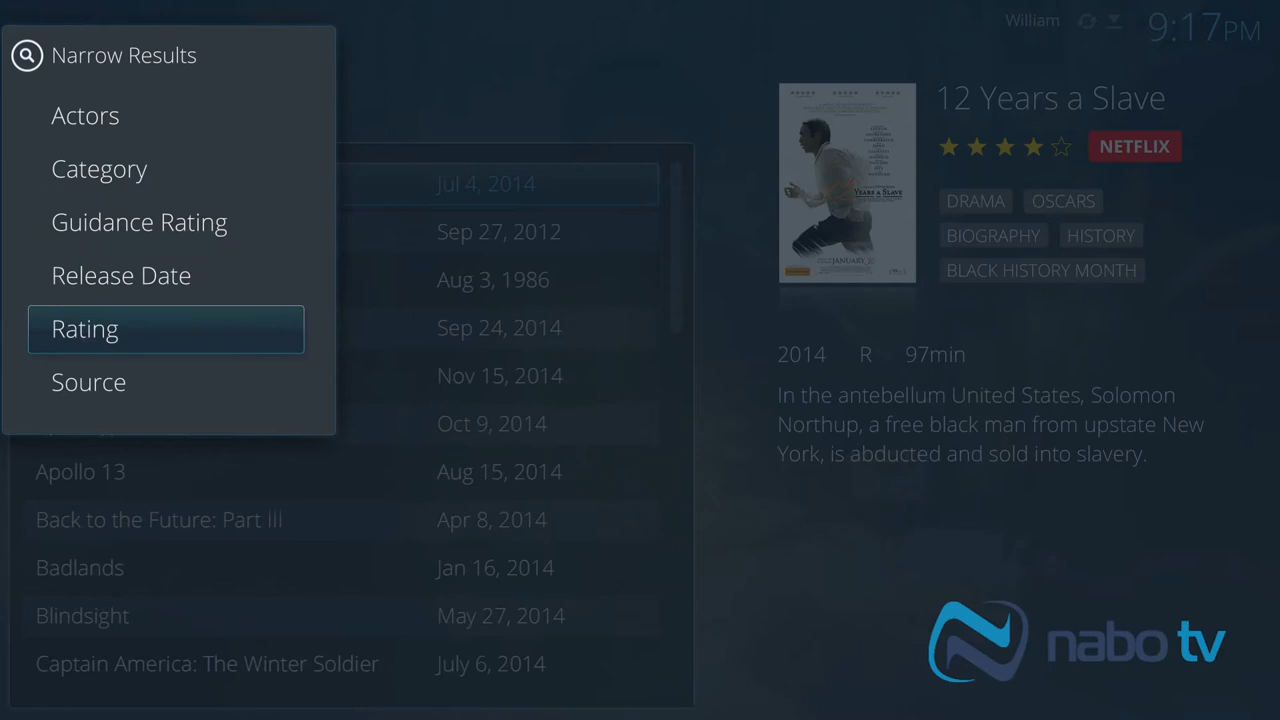 William
9:17PM
Narrow Results
Actors
Category
Guidance Rating
Release Date
Rating
Source
Jul 4, 2014
Sep 27, 2012
Aug 3, 1986
Sep 24, 2014
Nov 15, 2014
Oct 9, 2014
Apollo 13
Aug 15, 2014
Back to the Future: Part III
Apr 8, 2014
Badlands
Jan 16, 2014
Blindsight
May 27, 2014
Captain America: The Winter Soldier
July 6, 2014
YEARS A SLAVE
JANUARY
12 Years a Slave
NETFLIX
DRAMA
OSCARS
BIOGRAPHY
HISTORY
BLACK HISTORY MONTH
2014 R 97min
In the antebellum United States, Solomon
Northup, a free black man from upstate New
York, is abducted and sold into slavery.
nabo tv